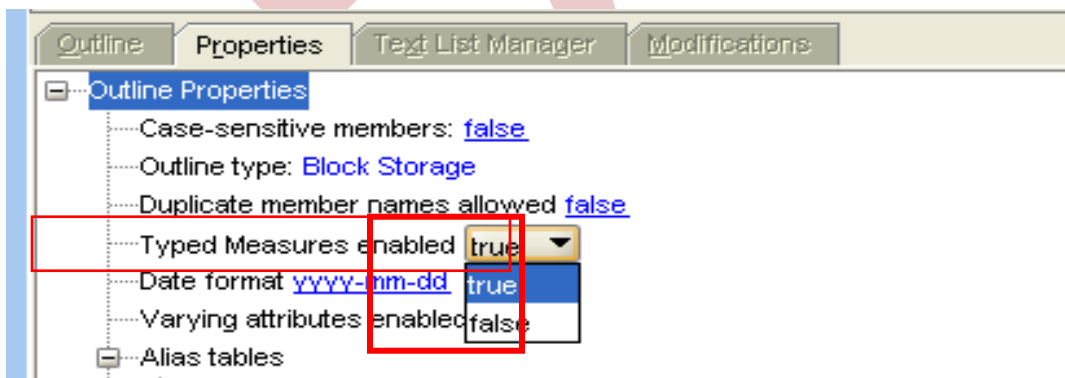 Outline Properties Text List Manager Modifications
Outline Properties
Case-sensitive members: false
Outline type: Block Storage
Duplicate member names allowed false
Typed Measures enabled true
Date format yyyy-mm-dd true
Varying attributes enabled false
Alias tables